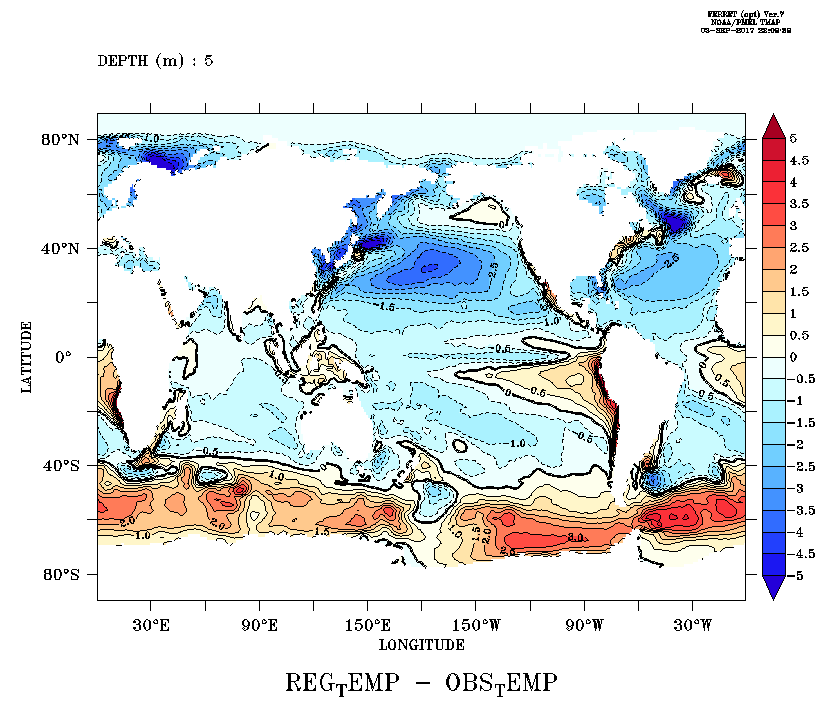 FERRET (opt) Ver.7
NOAA/PMEL TMAP
DEPTH (m) : 5
80°N
40°N
0°
40°S
80°S
LATITUDE
30°E
90°E
150°E
150°W
90°W
30°W
LONGITUDE
5
4.5
4
3.5
3
2.5
2
1.5
1
0.5
0
−0.5
−1
−1.5
−2
−2.5
−3
−3.5
−4
−4.5
−5
REG_TEMP − OBS_TEMP